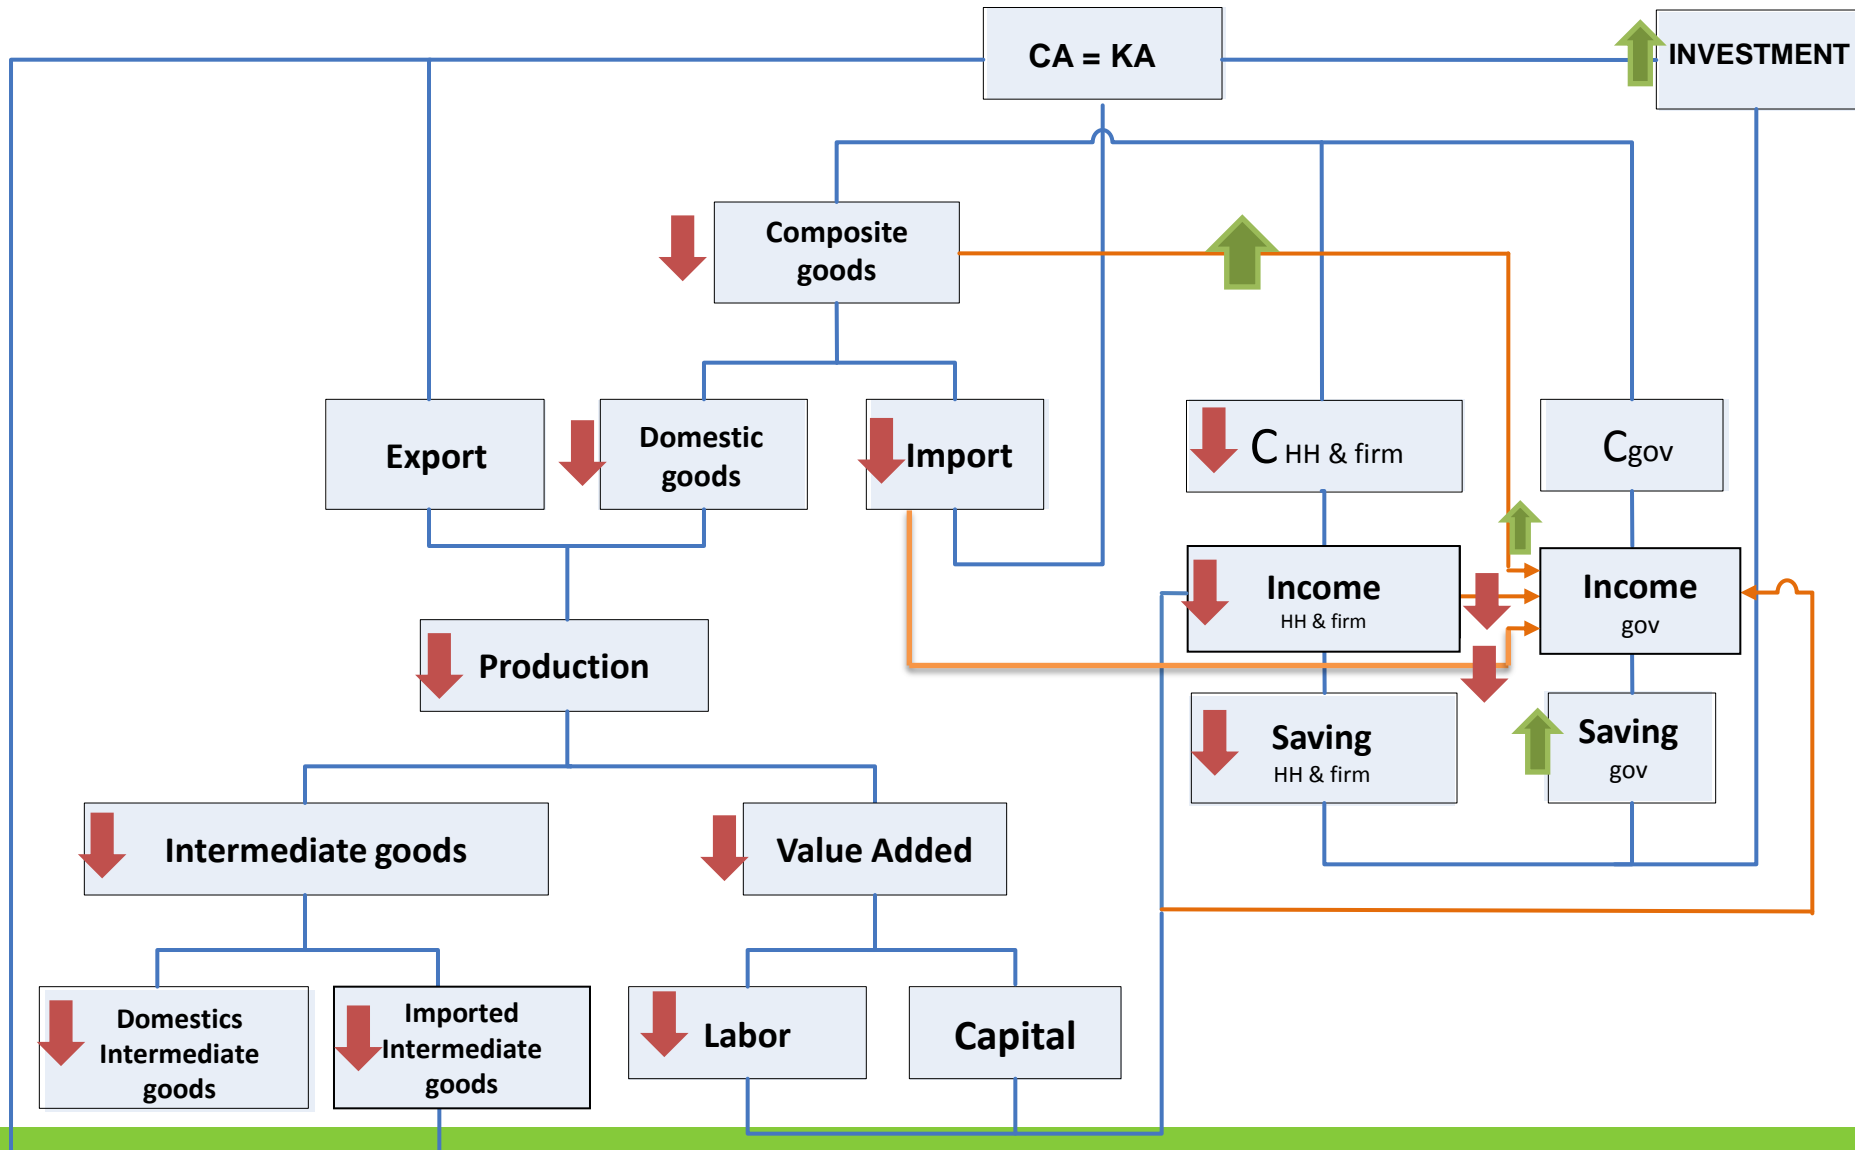 CA = KA
INVESTMENT
Composite
goods
Export
Domestic
goods
Import
C HH & firm
Cgov
Income
HH & firm
Income
gov
Production
Saving
HH & firm
Saving
gov
Intermediate goods
Value Added
Domestics
Intermediate
goods
Imported
Intermediate
goods
Labor
Capital